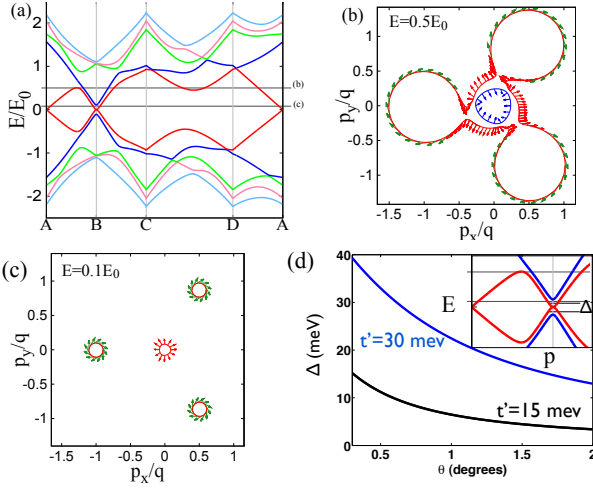 (a)
E/E0
2
1
0
-1
-2
A B C D A
(b)
(c)
(b)
E=0.5E0
py/q
1
0.5
0
-0.5
-1
-1.5 -1 -0.5 0 0.5 1
px/q
(c)
E=0.1E0
py/q
1
0.5
0
-0.5
-1
-1.5 -1 -0.5 0 0.5 1
px/q
(d)
Δ (meV)
40
30
20
10
0
t'=30 mev
t'=15 mev
E
Δ
p
0.5 1 1.5 2
θ (degrees)